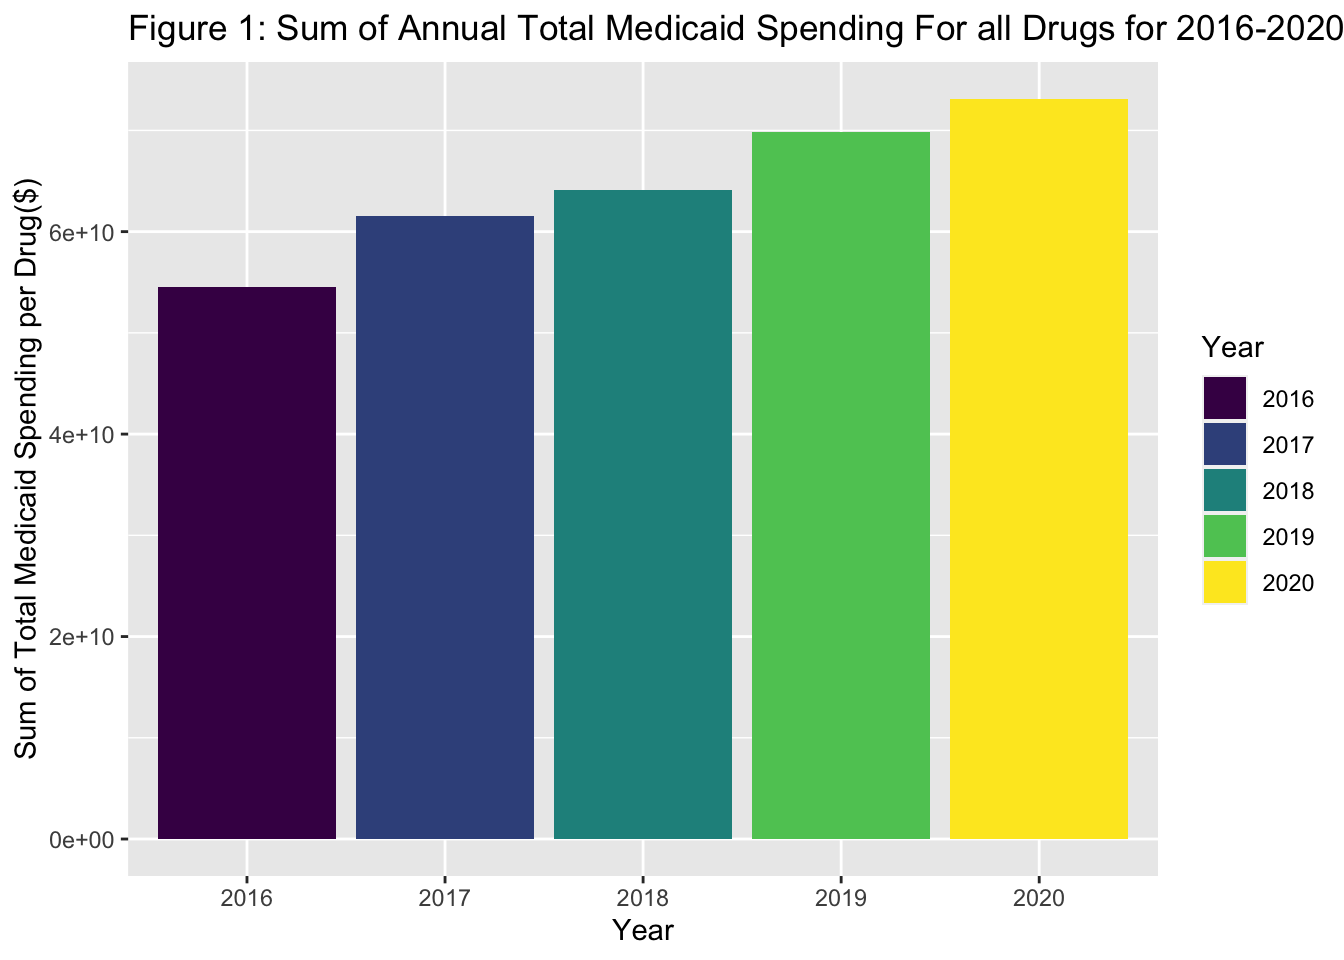 Figure 1: Sum of Annual Total Medicaid Spending For all Drugs for 2016-2020
Sum of Total Medicaid Spending per Drug($)
6e+10
4e+10
2e+10
0e+00
2016 2017 2018 2019 2020
Year
Year
2016
2017
2018
2019
2020